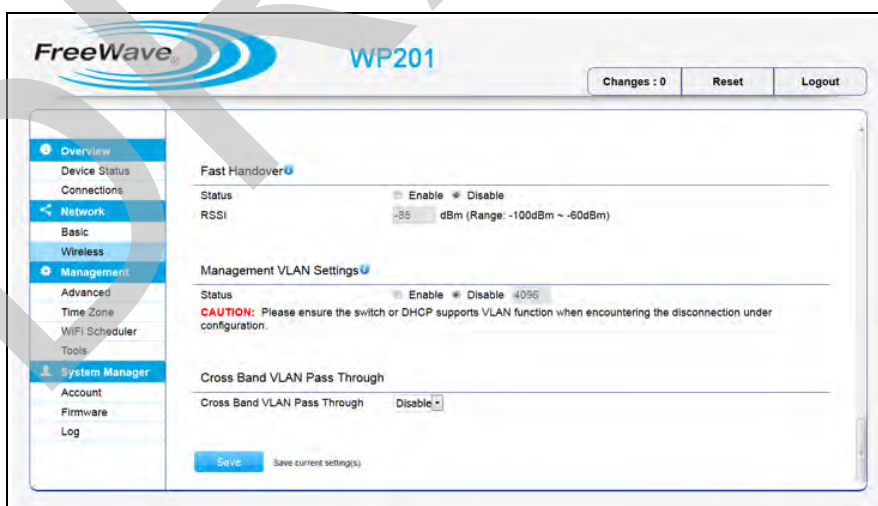 FreeWave®
WP201
Changes : 0
Reset
Logout
Overview
Device Status
Connections
Network
Basic
Wireless
Management
Advanced
Time Zone
WiFi Scheduler
Tools
System Manager
Account
Firmware
Log
Fast Handover
Status Enable Disable
RSSI -85 dBm (Range: -100dBm ~ -60dBm)
Management VLAN Settings
Status Enable Disable 4096
CAUTION: Please ensure the switch or DHCP supports VLAN function when encountering the disconnection under
configuration.
Cross Band VLAN Pass Through
Cross Band VLAN Pass Through Disable
Save Save current setting(s)